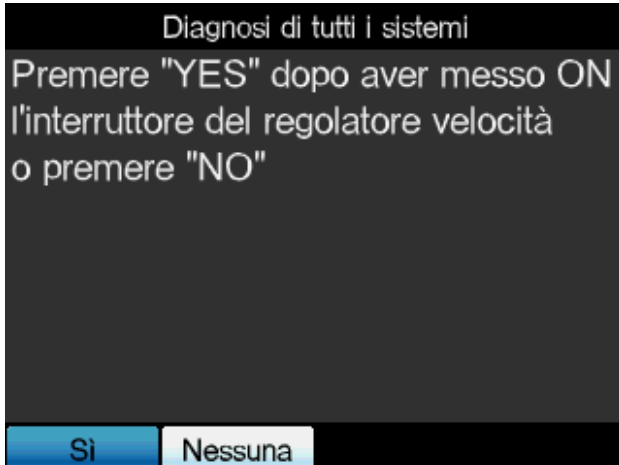 Diagnosi di tutti i sistemi
Premere "YES" dopo aver messo ON
l'interruttore del regolatore velocità
o premere "NO"
Sì
Nessuna